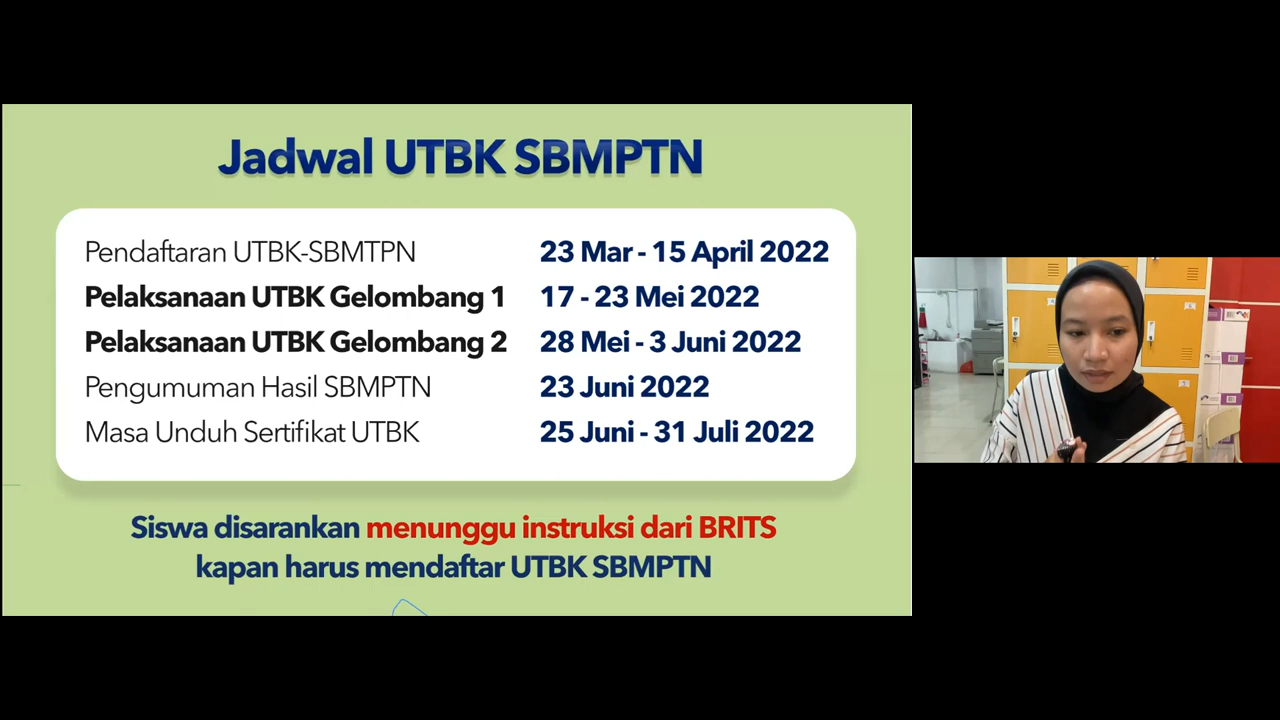 Jadwal UTBK SBMPTN
Pendaftaran UTBK-SBMTPN 23 Mar - 15 April 2022
Pelaksanaan UTBK Gelombang 1 17 - 23 Mei 2022
Pelaksanaan UTBK Gelombang 2 28 Mei - 3 Juni 2022
Pengumuman Hasil SBMPTN 23 Juni 2022
Masa Unduh Sertifikat UTBK 25 Juni - 31 Juli 2022
Siswa disarankan menunggu instruksi dari BRITS
kapan harus mendaftar UTBK SBMPTN